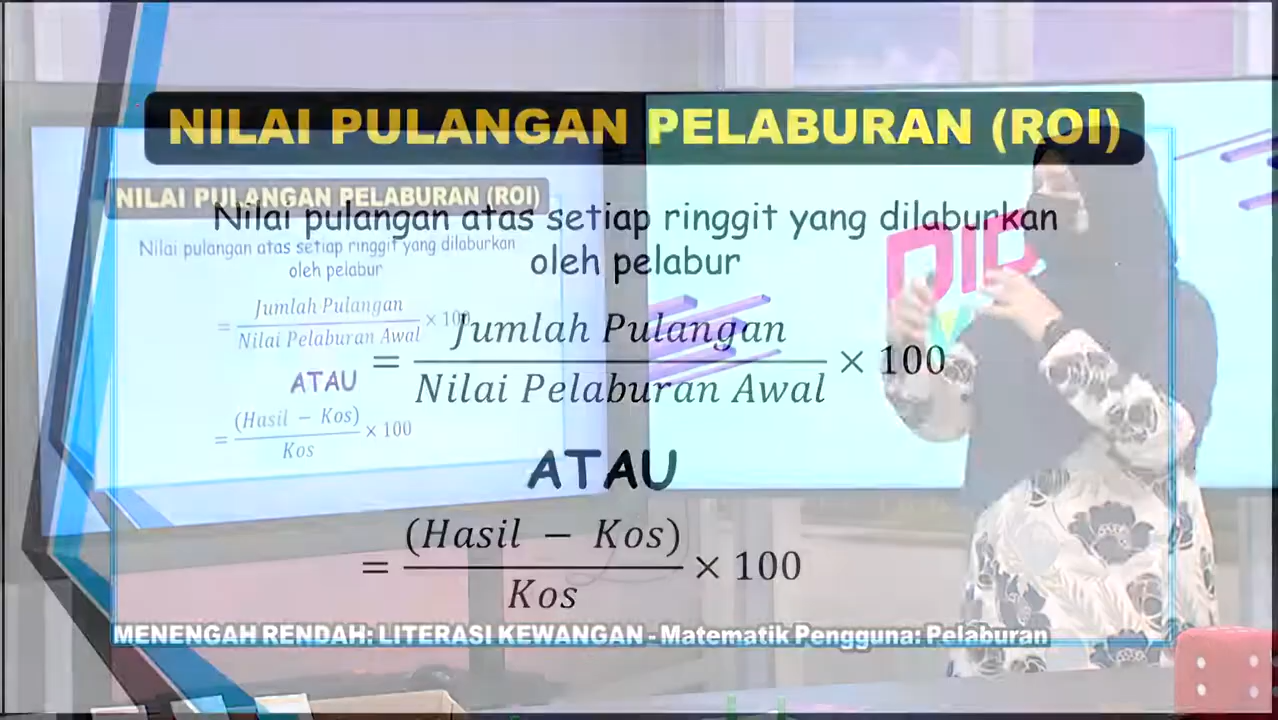 NILAI PULANGAN PELABURAN (ROI)
Nilai pulangan atas setiap ringgit yang dilaburkan
oleh pelabur
= Jumlah Pulangan / Nilai Pelaburan Awal × 100
ATAU
= (Hasil − Kos) / Kos × 100
MENENGAH RENDAH: LITERASI KEWANGAN - Matematik Pengguna: Pelaburan
NILAI PULANGAN PELABURAN (ROI)
Nilai pulangan atas setiap ringgit yang dilaburkan
oleh pelabur
= Jumlah Pulangan / Nilai Pelaburan Awal × 100
ATAU
= (Hasil − Kos) / Kos × 100